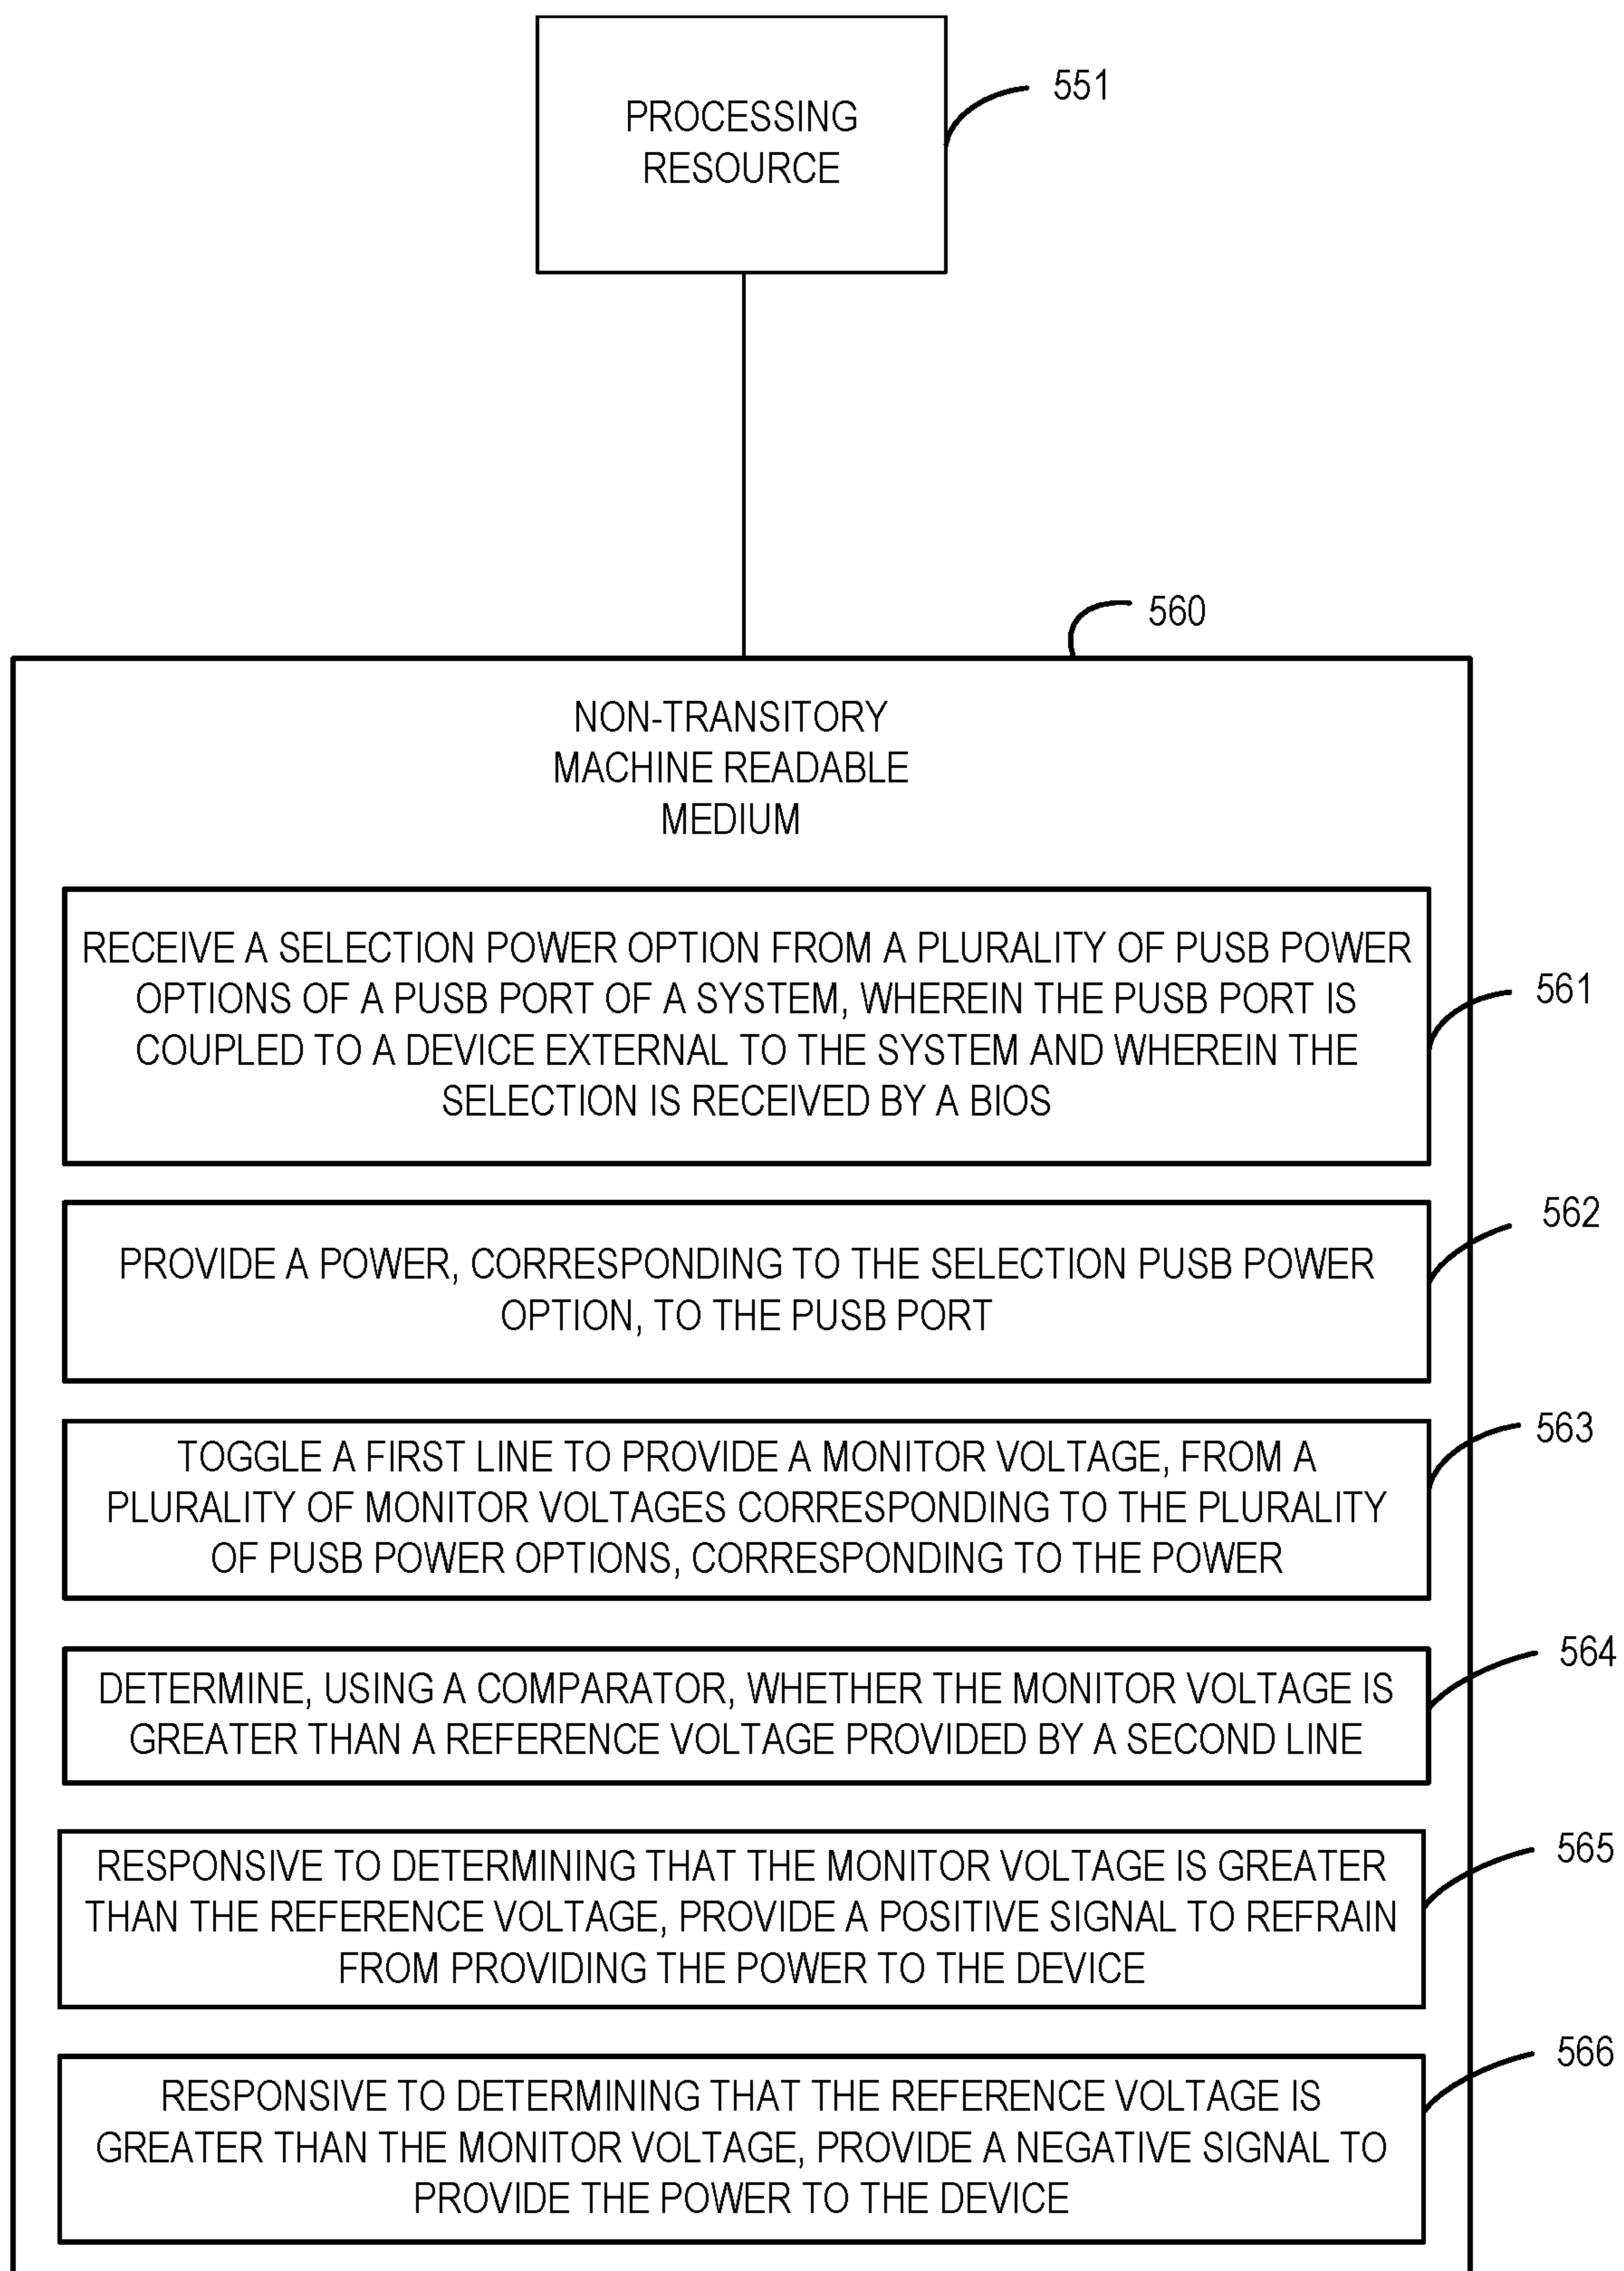 PROCESSING
RESOURCE
551
560
NON-TRANSITORY
MACHINE READABLE
MEDIUM
RECEIVE A SELECTION POWER OPTION FROM A PLURALITY OF PUSB POWER
OPTIONS OF A PUSB PORT OF A SYSTEM, WHEREIN THE PUSB PORT IS
COUPLED TO A DEVICE EXTERNAL TO THE SYSTEM AND WHEREIN THE
SELECTION IS RECEIVED BY A BIOS
561
PROVIDE A POWER, CORRESPONDING TO THE SELECTION PUSB POWER
OPTION, TO THE PUSB PORT
562
TOGGLE A FIRST LINE TO PROVIDE A MONITOR VOLTAGE, FROM A
PLURALITY OF MONITOR VOLTAGES CORRESPONDING TO THE PLURALITY
OF PUSB POWER OPTIONS, CORRESPONDING TO THE POWER
563
DETERMINE, USING A COMPARATOR, WHETHER THE MONITOR VOLTAGE IS
GREATER THAN A REFERENCE VOLTAGE PROVIDED BY A SECOND LINE
564
RESPONSIVE TO DETERMINING THAT THE MONITOR VOLTAGE IS GREATER
THAN THE REFERENCE VOLTAGE, PROVIDE A POSITIVE SIGNAL TO REFRAIN
FROM PROVIDING THE POWER TO THE DEVICE
565
RESPONSIVE TO DETERMINING THAT THE REFERENCE VOLTAGE IS
GREATER THAN THE MONITOR VOLTAGE, PROVIDE A NEGATIVE SIGNAL TO
PROVIDE THE POWER TO THE DEVICE
566